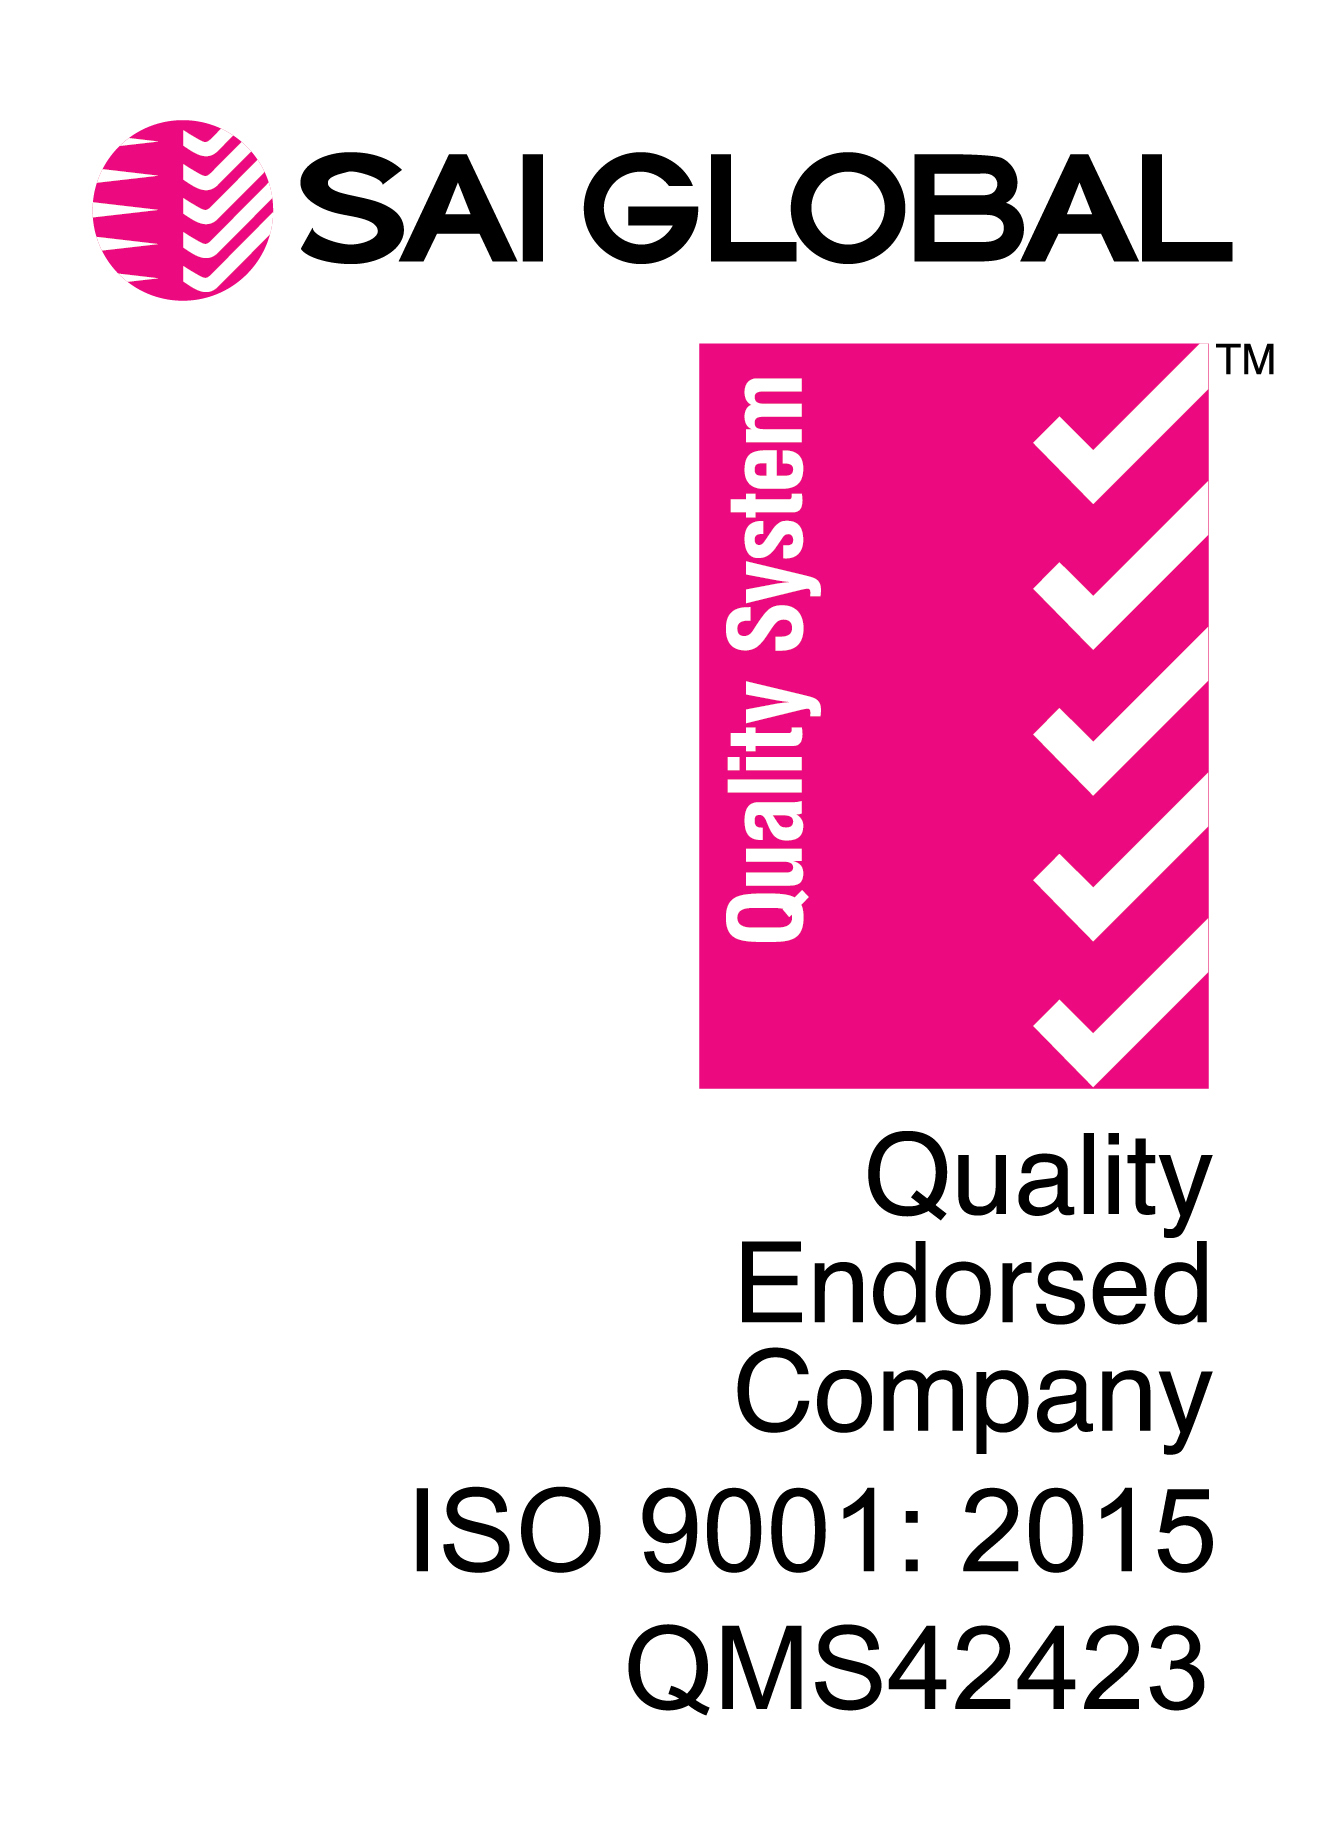 SAI GLOBAL
TM
Quality System
Quality
Endorsed
Company
ISO 9001: 2015
QMS42423